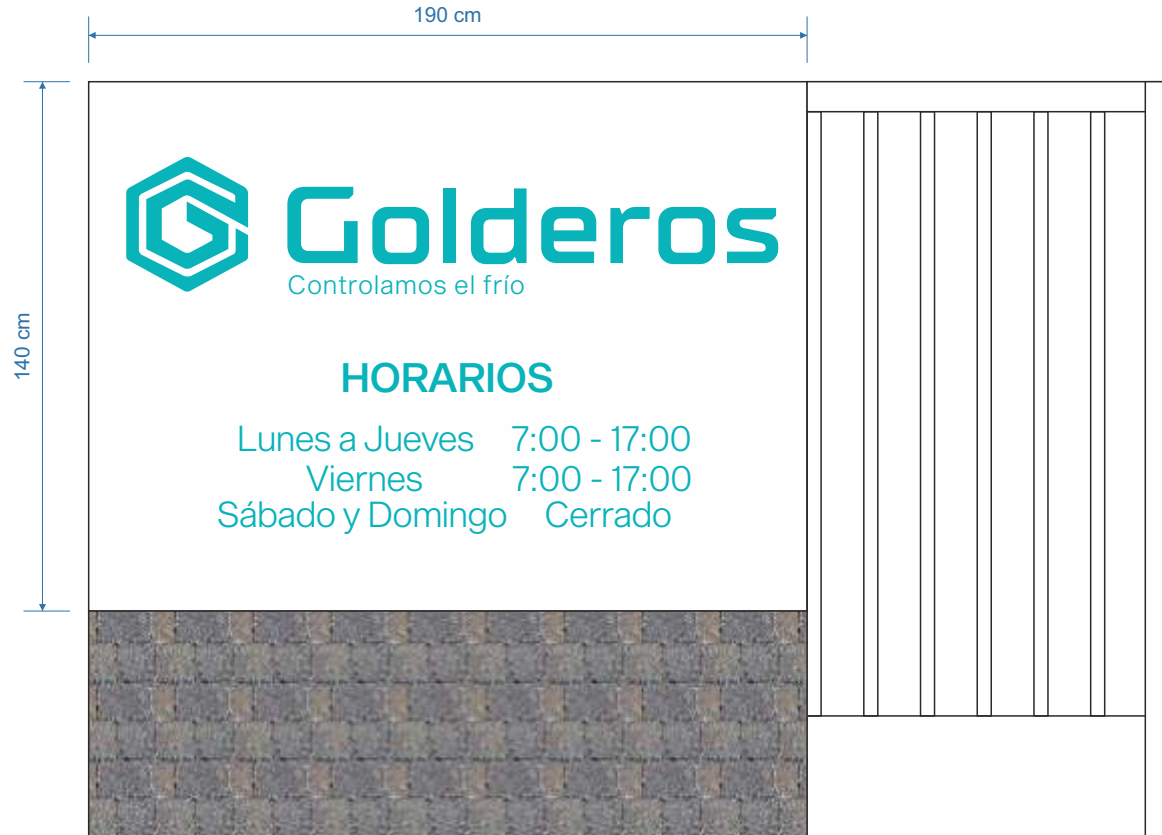 190 cm
140 cm
Golderos
Controlamos el frío
HORARIOS
Lunes a Jueves 7:00 - 17:00
Viernes 7:00 - 17:00
Sábado y Domingo Cerrado